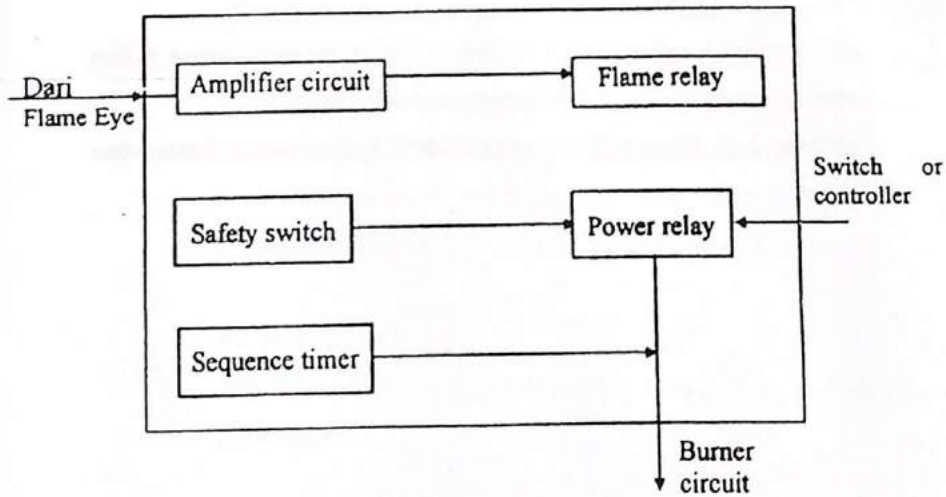 Dari
Flame Eye
Amplifier circuit
Flame relay
Switch or
controller
Safety switch
Power relay
Sequence timer
Burner
circuit